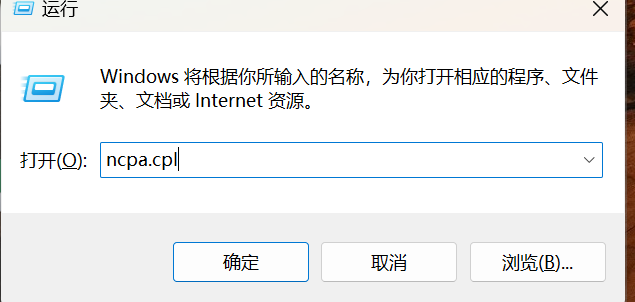 运行
Windows 将根据你所输入的名称，为你打开相应的程序、文件
夹、文档或 Internet 资源。
打开(O): ncpa.cpl
确定 取消 浏览(B)...